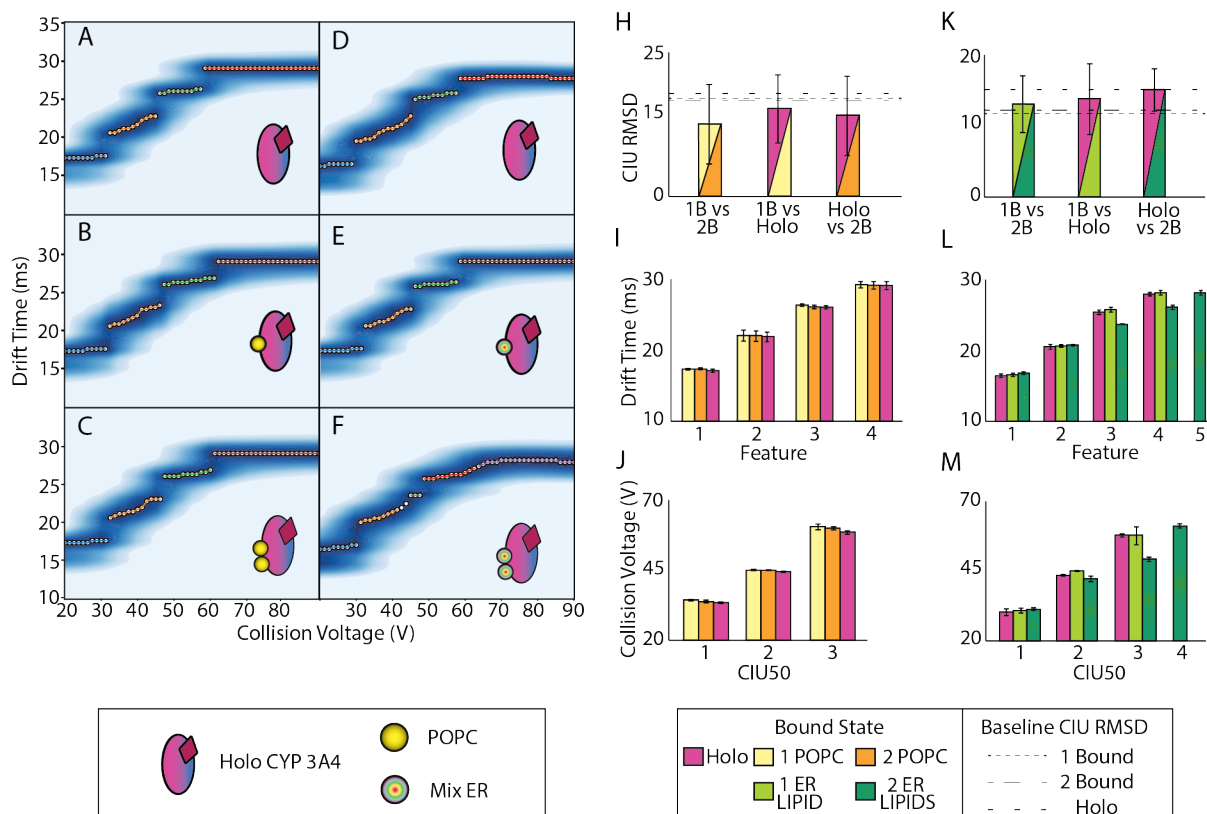 A
D
35
30
25
20
15
B
E
30
25
20
15
C
F
30
25
20
15
10
Drift Time (ms)
20 30 40 50 60 70 80 20 30 40 50 60 70 80 90
Collision Voltage (V)
H
25
15
0
CIU RMSD
1B vs 2B
1B vs Holo
Holo vs 2B
K
20
10
0
1B vs 2B
1B vs Holo
Holo vs 2B
I
30
20
10
Drift Time (ms)
1 2 3 4
Feature
L
30
20
10
1 2 3 4 5
Feature
J
70
45
20
Collision Voltage (V)
1 2 3
CIU50
M
70
45
20
1 2 3 4
CIU50
Holo CYP 3A4
POPC
Mix ER
Bound State
Holo
1 POPC
2 POPC
1 ER LIPID
2 ER LIPIDS
Baseline CIU RMSD
1 Bound
2 Bound
Holo